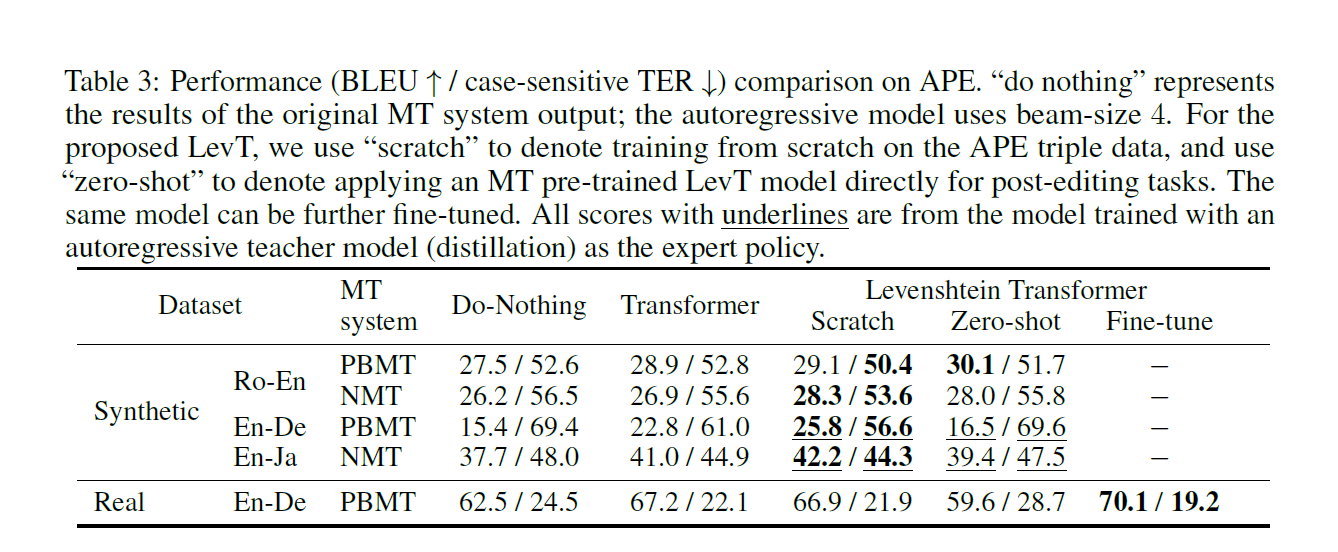 Table 3: Performance (BLEU ↑ / case-sensitive TER ↓) comparison on APE. “do nothing” represents
the results of the original MT system output; the autoregressive model uses beam-size 4. For the
proposed LevT, we use “scratch” to denote training from scratch on the APE triple data, and use
“zero-shot” to denote applying an MT pre-trained LevT model directly for post-editing tasks. The
same model can be further fine-tuned. All scores with underlines are from the model trained with an
autoregressive teacher model (distillation) as the expert policy.
Dataset MT system Do-Nothing Transformer Levenshtein Transformer
Scratch Zero-shot Fine-tune
Synthetic Ro-En PBMT 27.5 / 52.6 28.9 / 52.8 29.1 / 50.4 30.1 / 51.7 –
NMT 26.2 / 56.5 26.9 / 55.6 28.3 / 53.6 28.0 / 55.8 –
En-De PBMT 15.4 / 69.4 22.8 / 61.0 25.8 / 56.6 16.5 / 69.6 –
En-Ja NMT 37.7 / 48.0 41.0 / 44.9 42.2 / 44.3 39.4 / 47.5 –
Real En-De PBMT 62.5 / 24.5 67.2 / 22.1 66.9 / 21.9 59.6 / 28.7 70.1 / 19.2